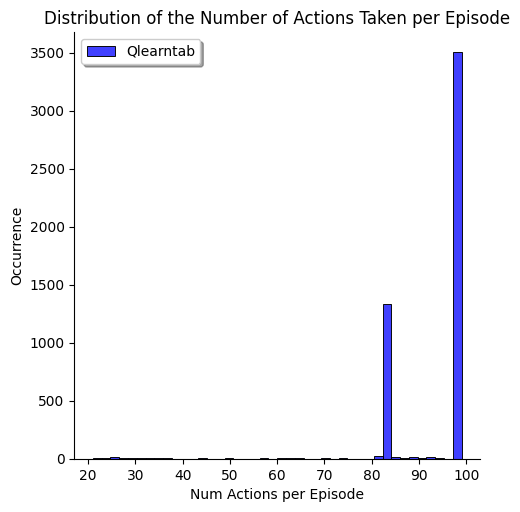 Distribution of the Number of Actions Taken per Episode
Qlearntab
3500
3000
2500
2000
1500
1000
500
0
Occurrence
20 30 40 50 60 70 80 90 100
Num Actions per Episode